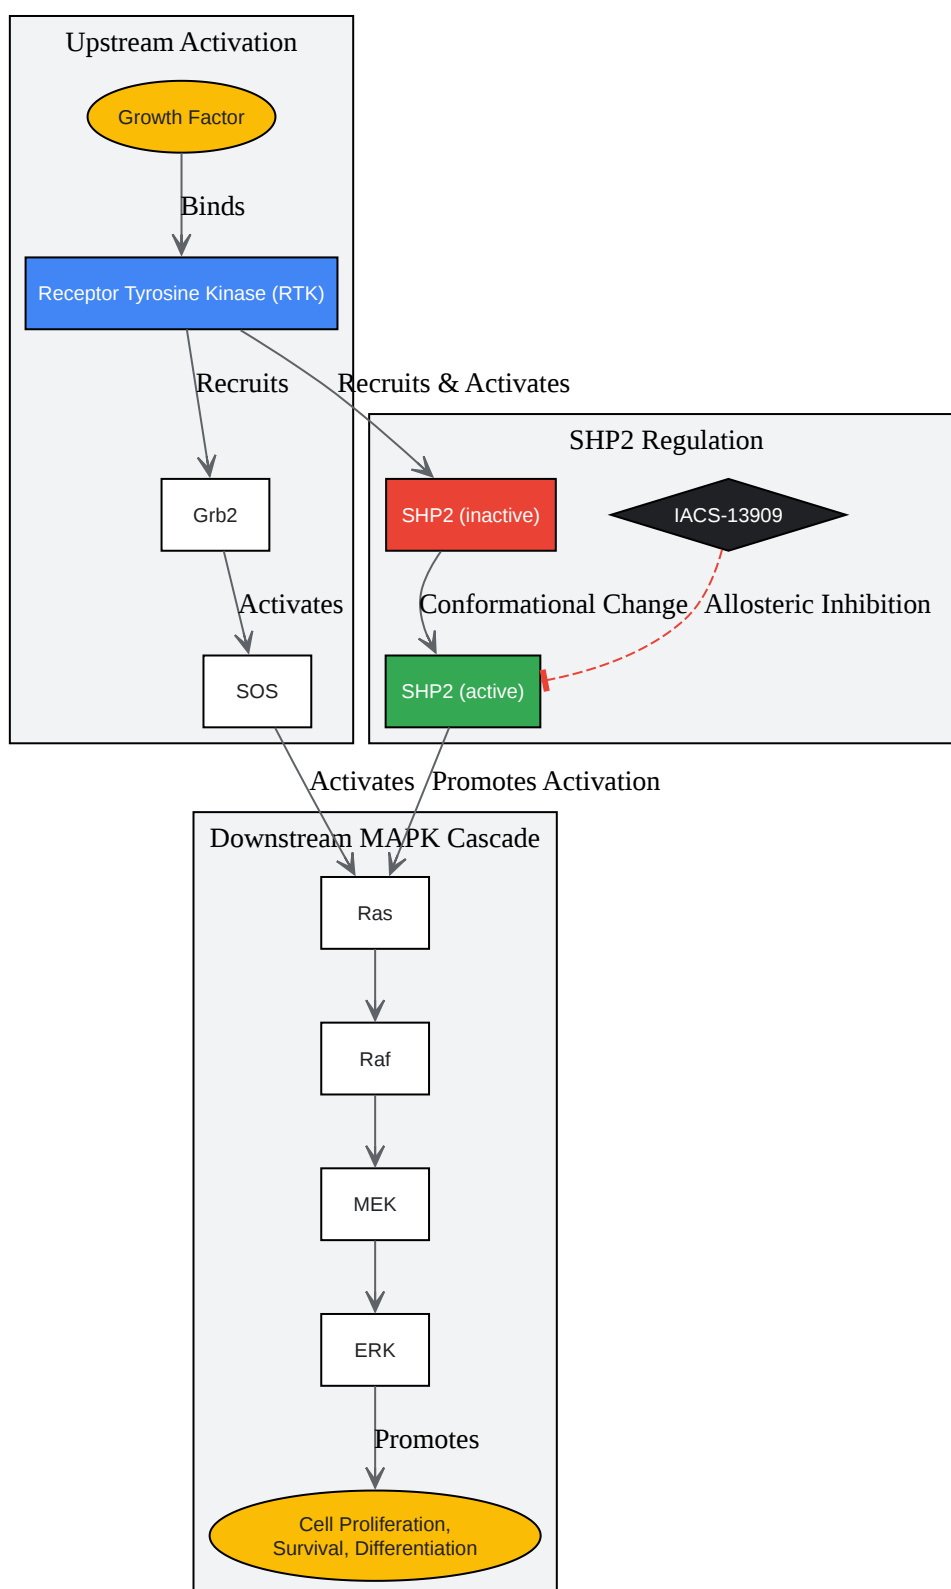 Upstream Activation
Growth Factor
Binds
Receptor Tyrosine Kinase (RTK)
Recruits
Recruits & Activates
SHP2 Regulation
Grb2
SHP2 (inactive)
IACS-13909
Activates
Conformational Change
Allosteric Inhibition
SOS
SHP2 (active)
Activates
Promotes Activation
Downstream MAPK Cascade
Ras
Raf
MEK
ERK
Promotes
Cell Proliferation,
Survival, Differentiation